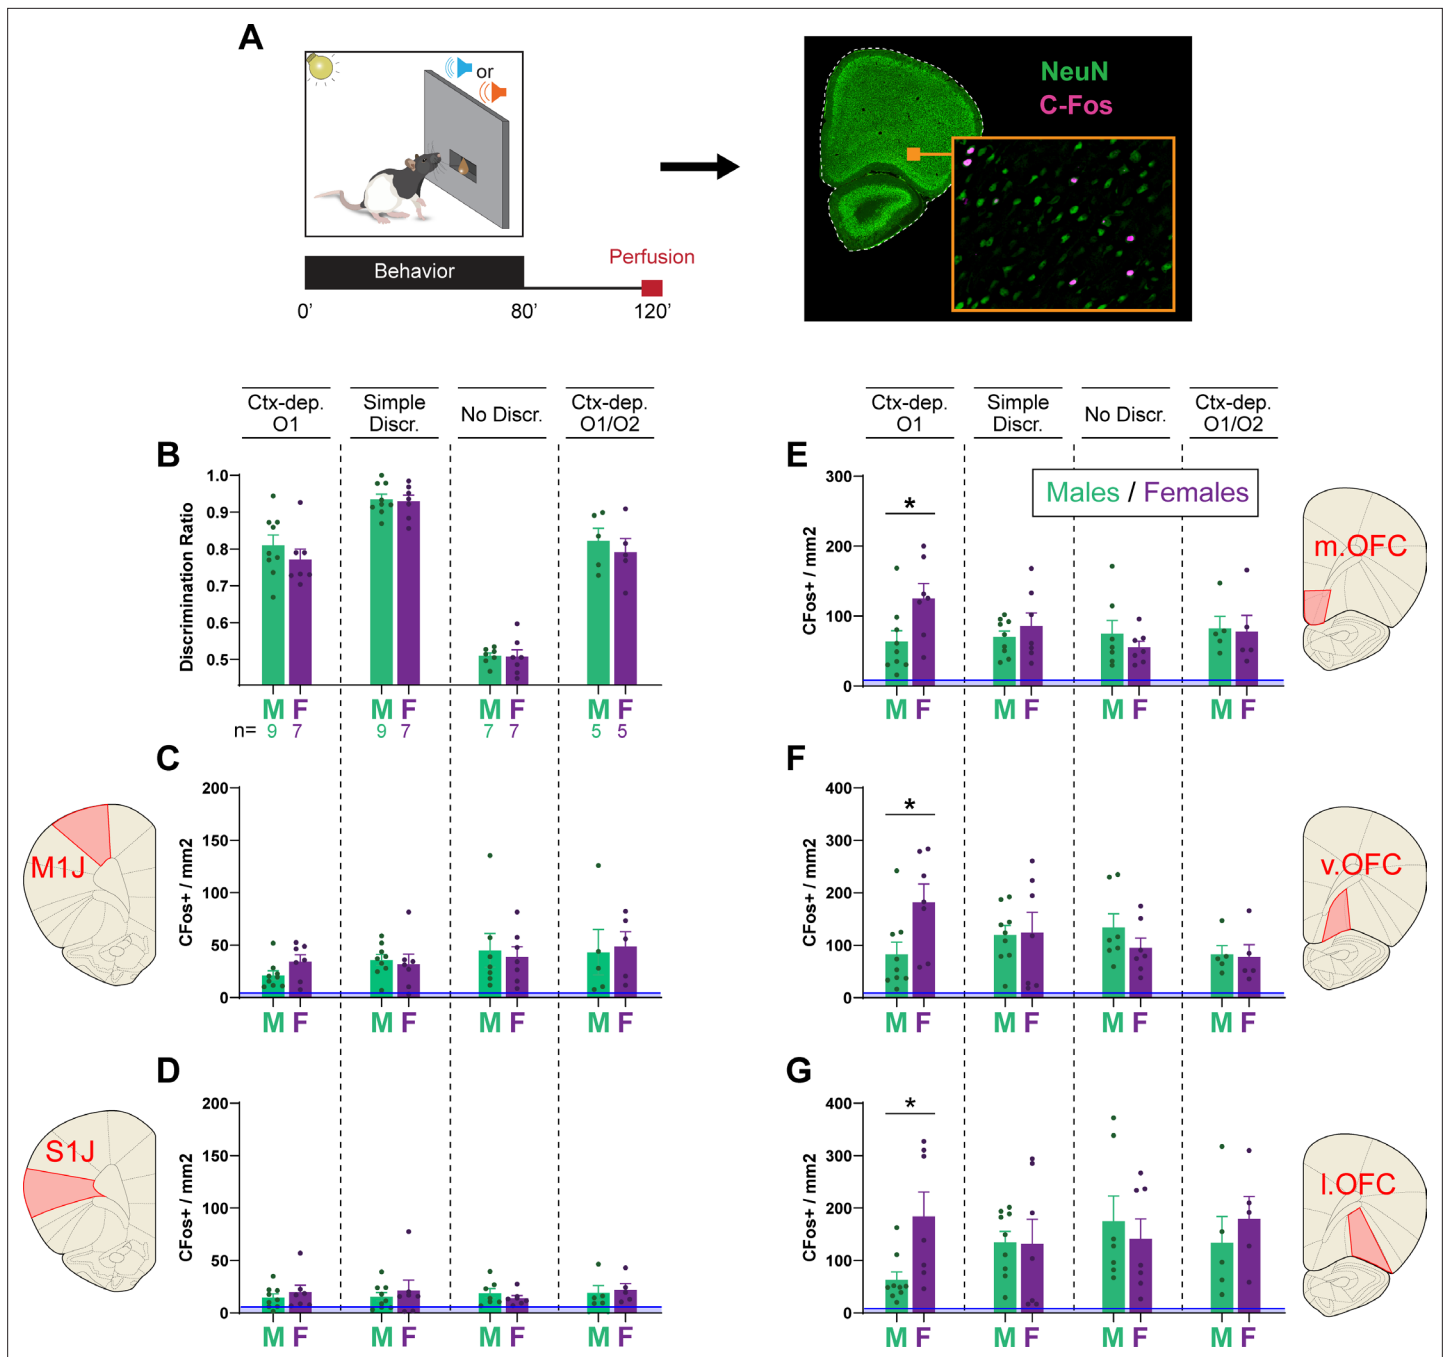 A
or
NeuN
C-Fos
Behavior
Perfusion
0'
80'
120'
Ctx-dep.
O1
Simple
Discr.
No Discr.
Ctx-dep.
O1/O2
B
Discrimination Ratio
1.0
0.9
0.8
0.7
0.6
0.5
M F M F M F M F
n= 9 7 9 7 7 7 5 5
C
M1J
CFos+ / mm2
200
150
100
50
0
M F M F M F M F
D
S1J
CFos+ / mm2
200
150
100
50
0
M F M F M F M F
Ctx-dep.
O1
Simple
Discr.
No Discr.
Ctx-dep.
O1/O2
E
Males / Females
CFos+ / mm2
300
200
100
0
*
m.OFC
M F M F M F M F
F
CFos+ / mm2
400
300
200
100
0
*
v.OFC
M F M F M F M F
G
CFos+ / mm2
400
300
200
100
0
*
l.OFC
M F M F M F M F